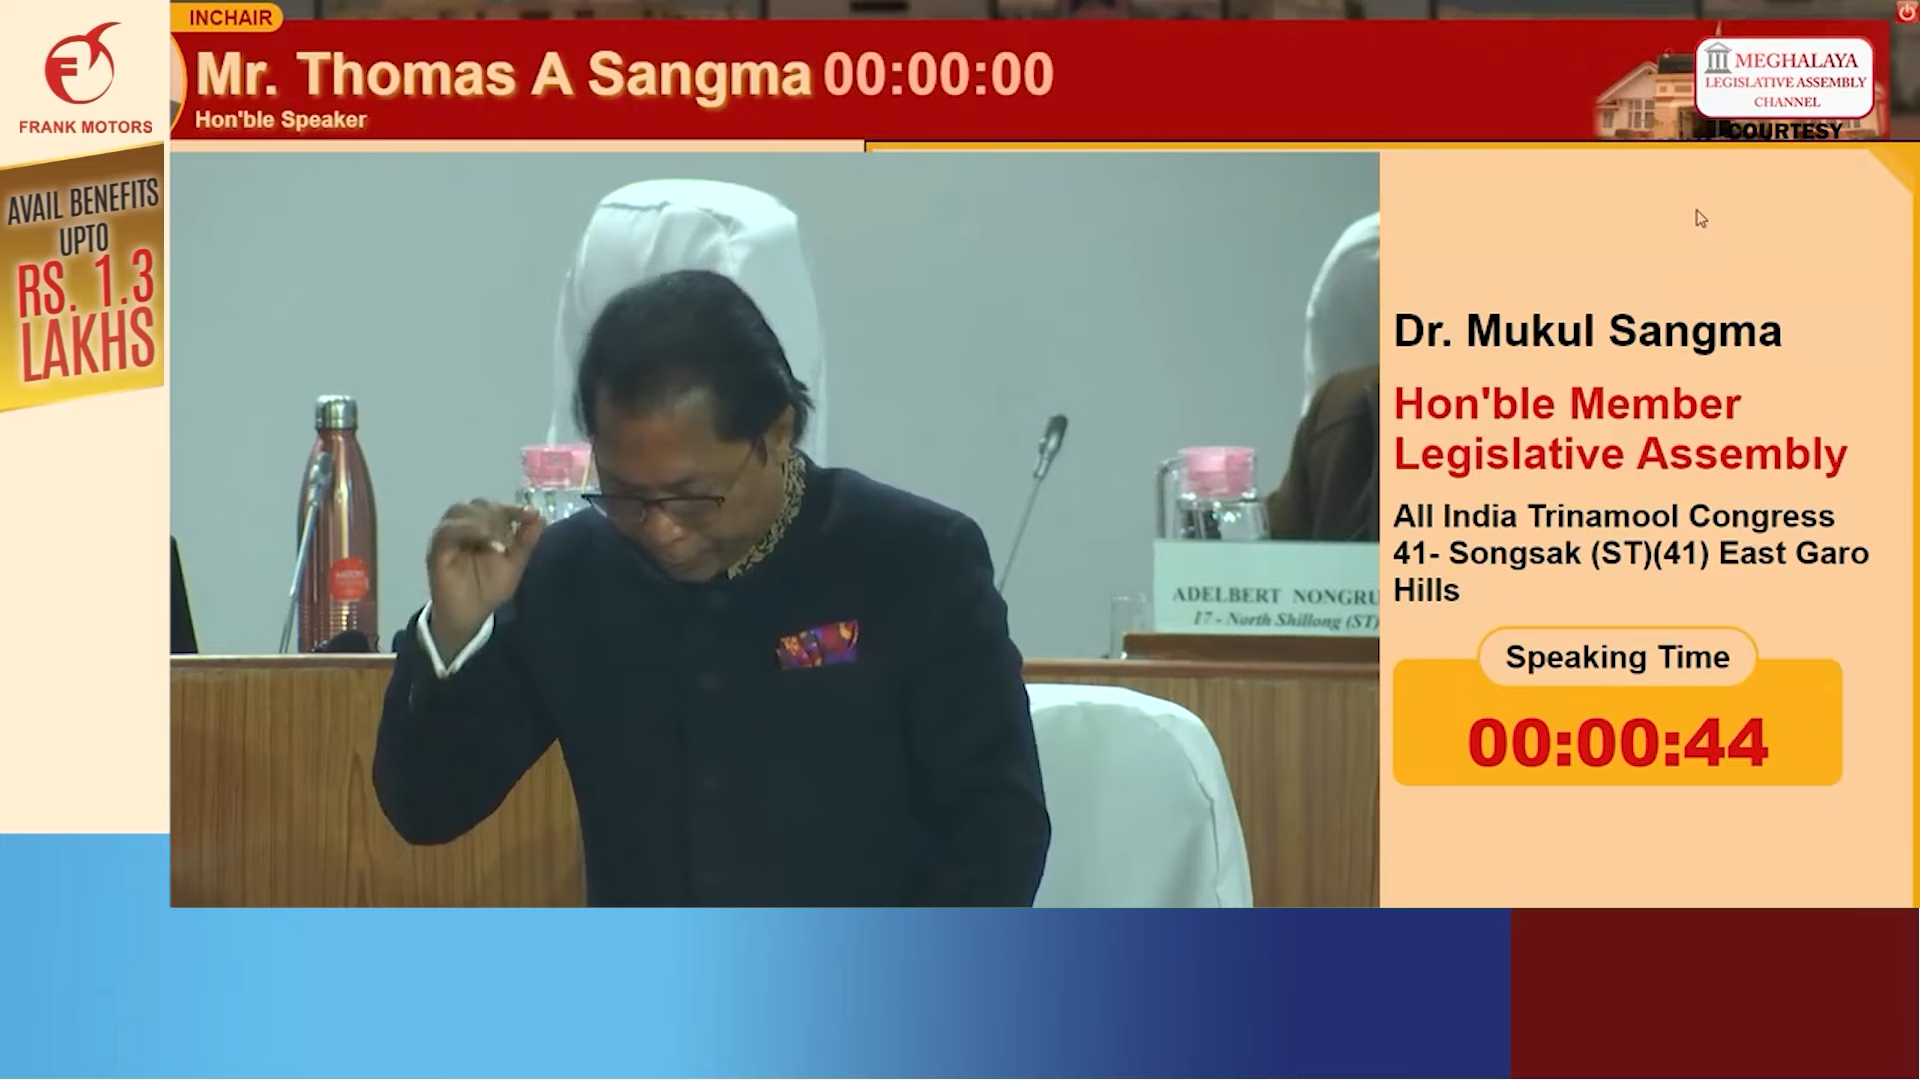 INCHAIR
Mr. Thomas A Sangma 00:00:00
Hon'ble Speaker
MEGHALAYA
LEGISLATIVE ASSEMBLY
CHANNEL
COURTESY
FRANK MOTORS
AVAIL BENEFITS
UPTO
RS. 1.3
LAKHS
Dr. Mukul Sangma
Hon'ble Member
Legislative Assembly
All India Trinamool Congress
41- Songsak (ST)(41) East Garo
Hills
Speaking Time
00:00:44
ADELBERT NONGRU
17 - North Shillong (ST)